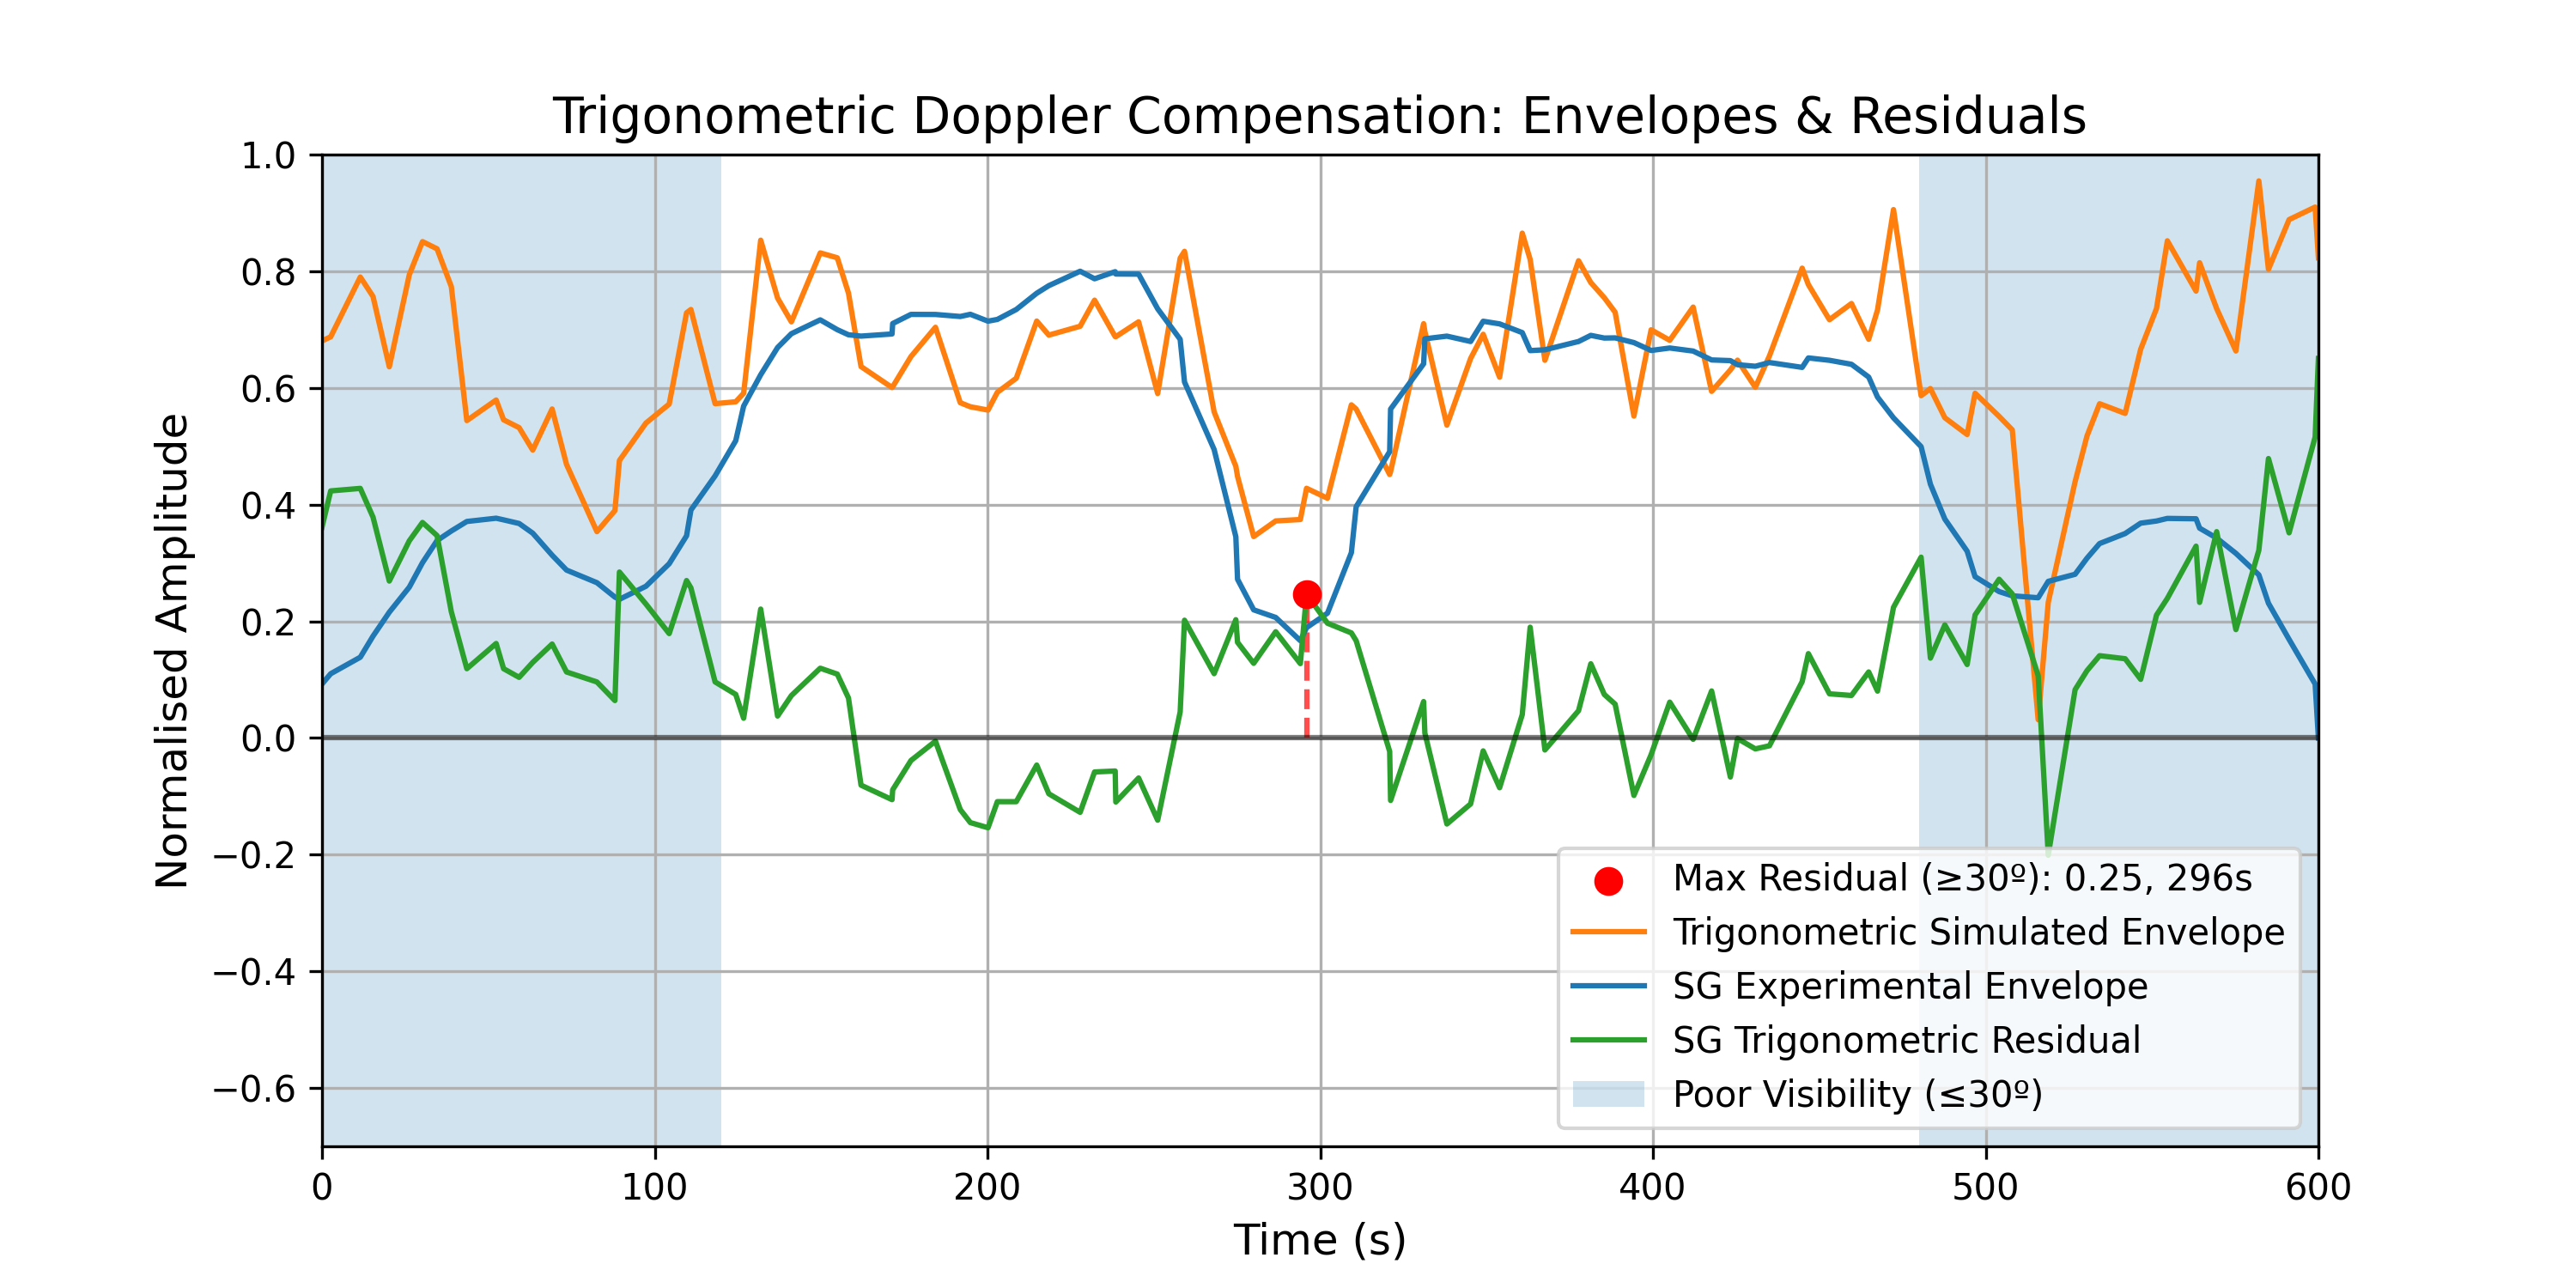 Trigonometric Doppler Compensation: Envelopes & Residuals
1.0
0.8
0.6
0.4
0.2
0.0
−0.2
−0.4
−0.6
Normalised Amplitude
Max Residual (≥30º): 0.25, 296s
Trigonometric Simulated Envelope
SG Experimental Envelope
SG Trigonometric Residual
Poor Visibility (≤30º)
0 100 200 300 400 500 600
Time (s)